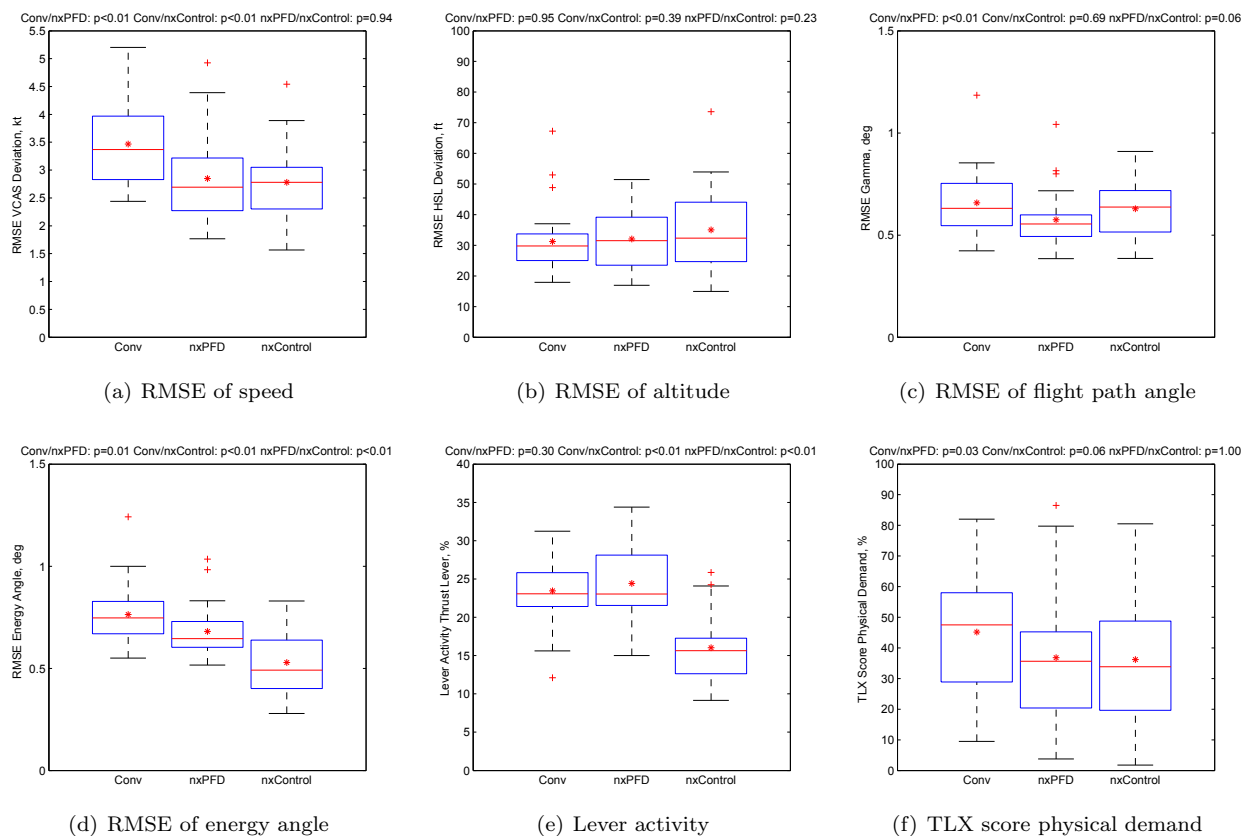 Conv/nxPFD: p<0.01 Conv/nxControl: p<0.01 nxPFD/nxControl: p=0.94
5.5
5
4.5
4
3.5
3
2.5
2
1.5
1
0.5
0
RMSE VCAS Deviation, kt
Conv nxPFD nxControl
(a) RMSE of speed
Conv/nxPFD: p=0.95 Conv/nxControl: p=0.39 nxPFD/nxControl: p=0.23
100
90
80
70
60
50
40
30
20
10
0
RMSE HSL Deviation, ft
Conv nxPFD nxControl
(b) RMSE of altitude
Conv/nxPFD: p<0.01 Conv/nxControl: p=0.69 nxPFD/nxControl: p=0.06
1.5
1
0.5
0
RMSE Gamma, deg
Conv nxPFD nxControl
(c) RMSE of flight path angle
Conv/nxPFD: p=0.01 Conv/nxControl: p<0.01 nxPFD/nxControl: p<0.01
1.5
1
0.5
0
RMSE Energy Angle, deg
Conv nxPFD nxControl
(d) RMSE of energy angle
Conv/nxPFD: p=0.30 Conv/nxControl: p<0.01 nxPFD/nxControl: p<0.01
40
35
30
25
20
15
10
5
0
Lever Activity Thrust Lever, %
Conv nxPFD nxControl
(e) Lever activity
Conv/nxPFD: p=0.03 Conv/nxControl: p=0.06 nxPFD/nxControl: p=1.00
100
90
80
70
60
50
40
30
20
10
0
TLX Score Physical Demand, %
Conv nxPFD nxControl
(f) TLX score physical demand